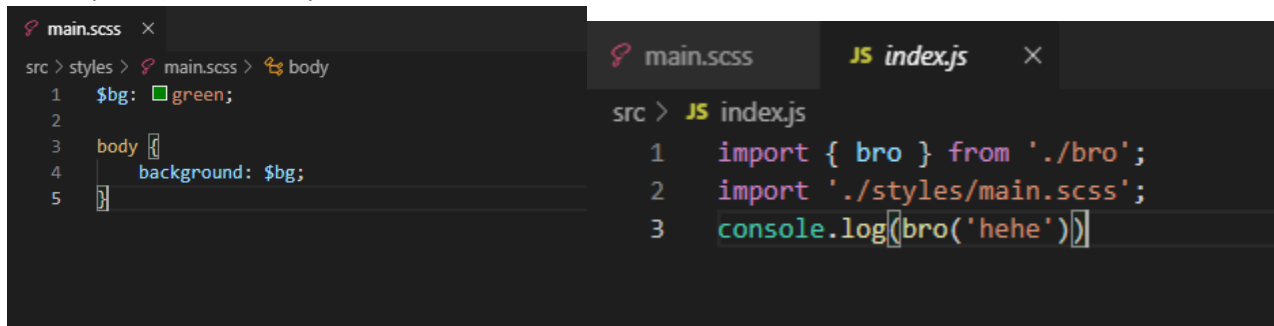 main.scss ×
src > styles > main.scss > body
1 $bg: green;
2
3 body {
4 background: $bg;
5 }
main.scss JS index.js ×
src > JS index.js
1 import { bro } from './bro';
2 import './styles/main.scss';
3 console.log(bro('hehe'))